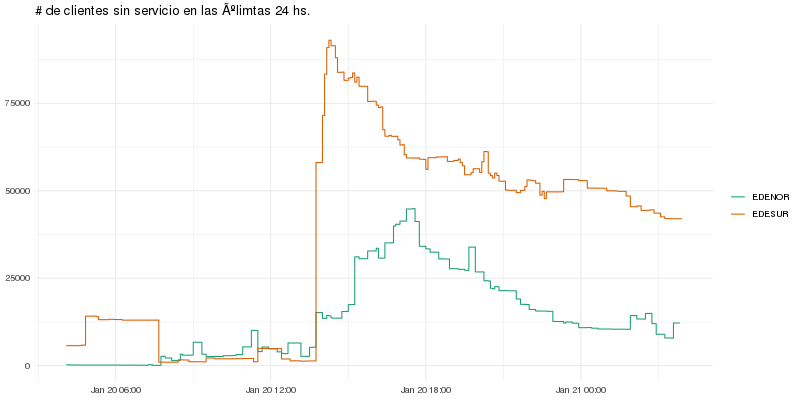 # de clientes sin servicio en las Ãºlimtas 24 hs.
75000
50000
25000
0
Jan 20 06:00
Jan 20 12:00
Jan 20 18:00
Jan 21 00:00
EDENOR
EDESUR